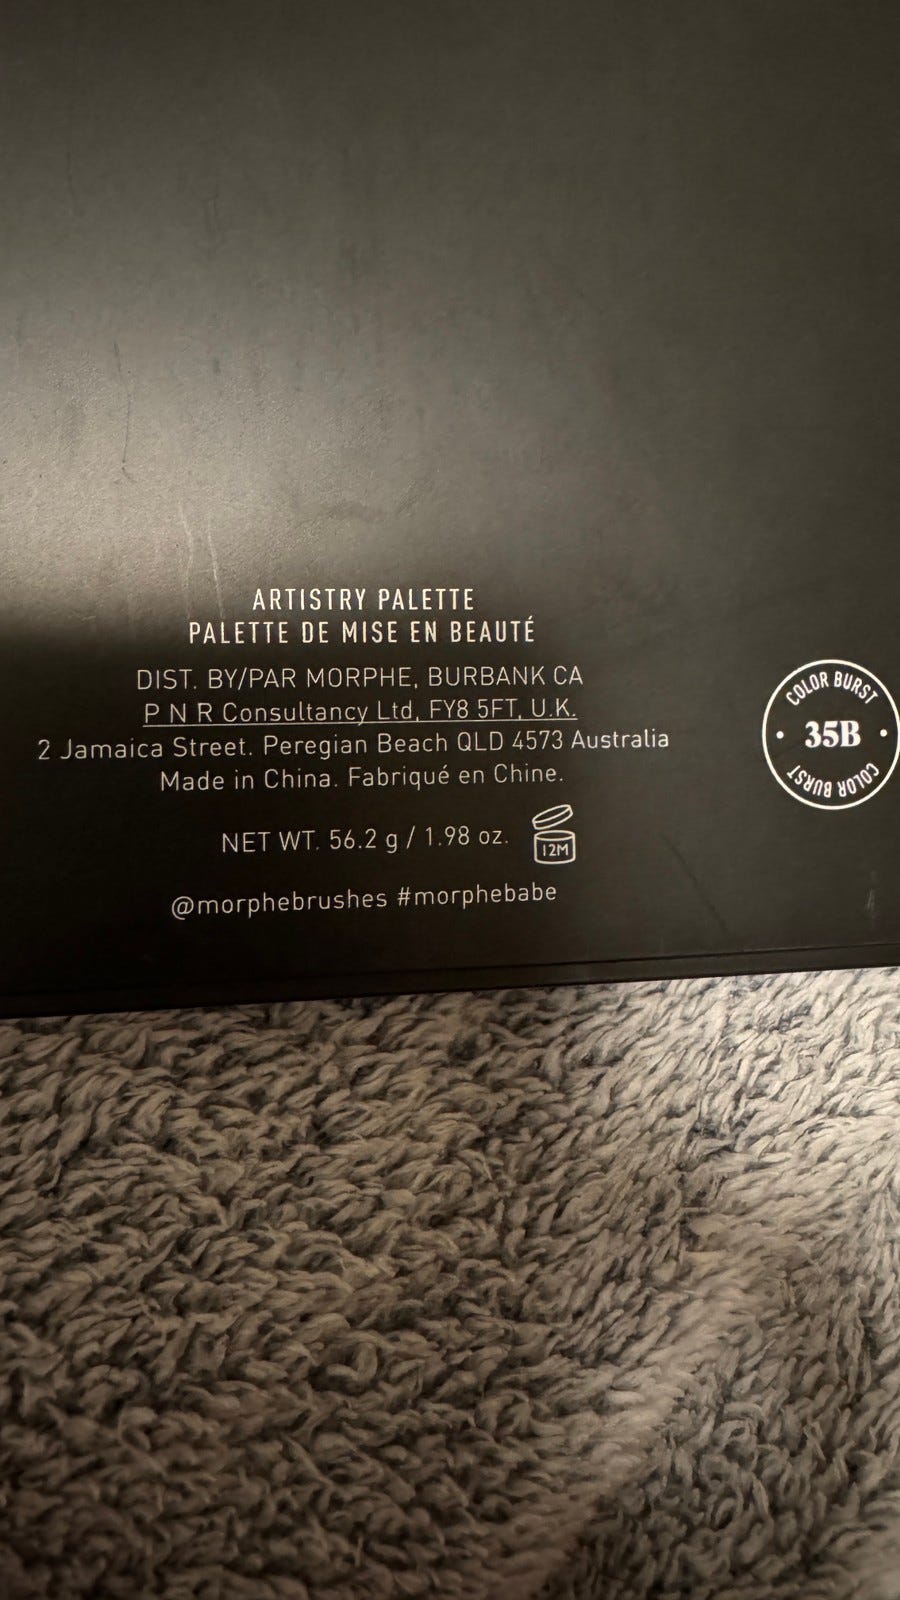 ARTISTRY PALETTE
PALETTE DE MISE EN BEAUTÉ
DIST. BY/PAR MORPHE, BURBANK CA
P N R Consultancy Ltd, FY8 5FT, U.K.
2 Jamaica Street. Peregian Beach QLD 4573 Australia
Made in China. Fabriqué en Chine.
NET WT. 56.2 g / 1.98 oz.
12M
@morphebrushes #morphebabe
COLOR BURST
35B
COLOR BURST